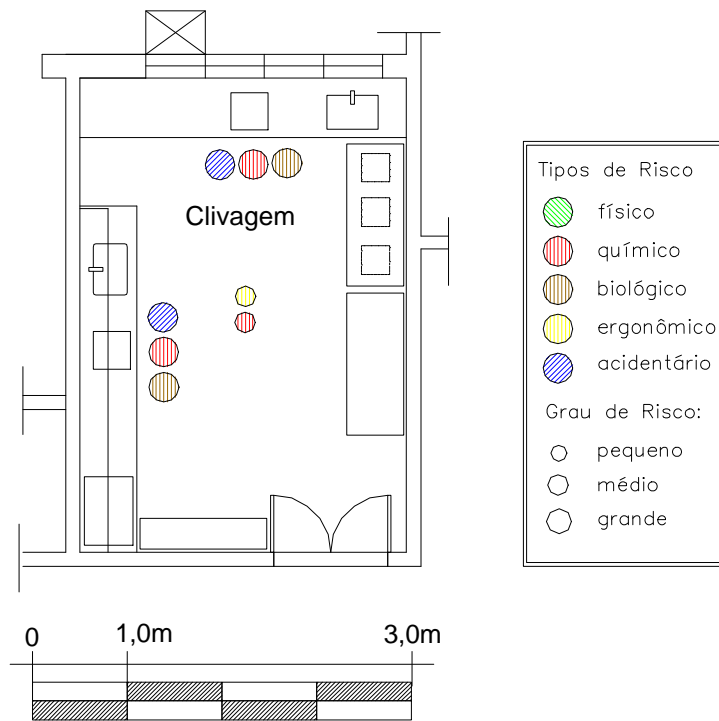 Clivagem
Tipos de Risco
físico
químico
biológico
ergonômico
acidentário
Grau de Risco:
pequeno
médio
grande
0 1,0m 3,0m